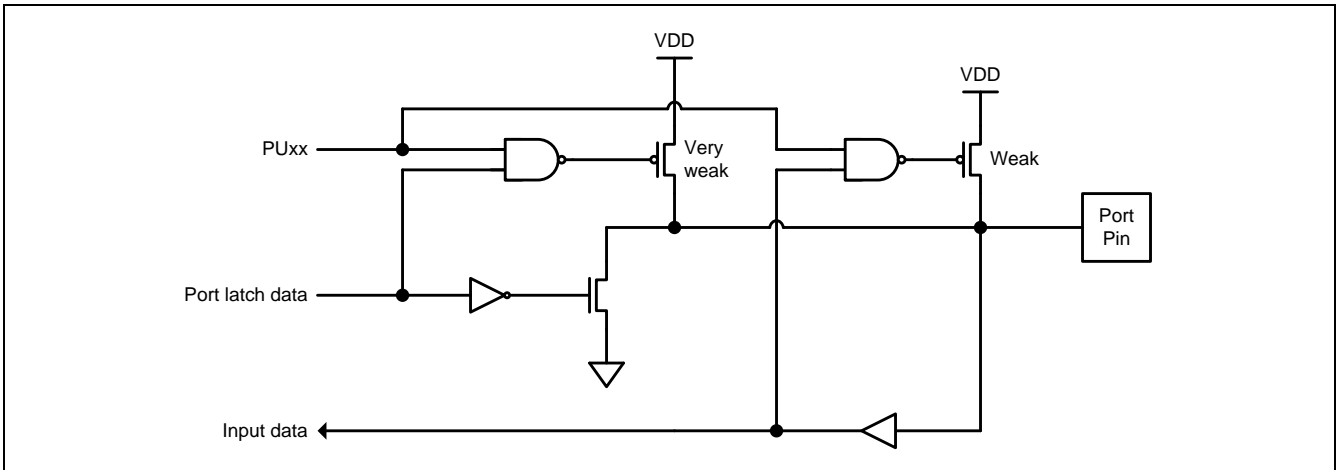 VDD
VDD
PUxx
Very
weak
Weak
Port
Pin
Port latch data
Input data